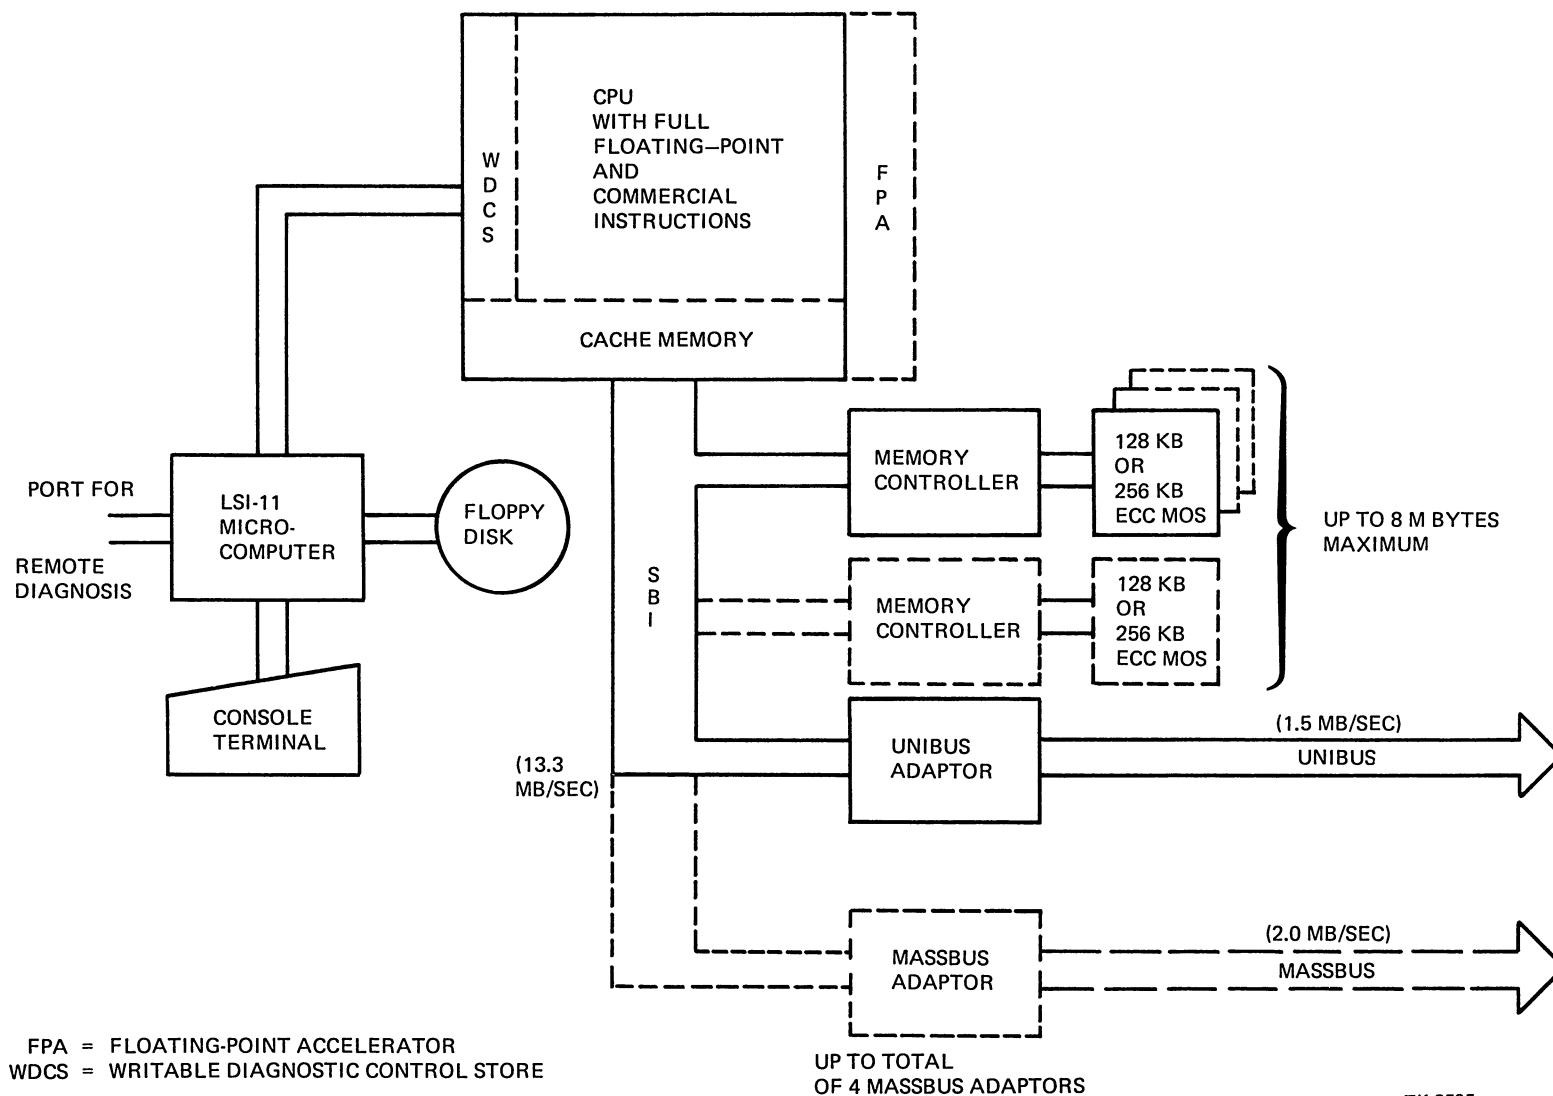 CPU
WITH FULL
FLOATING–POINT
AND
COMMERCIAL
INSTRUCTIONS
W
D
C
S
F
P
A
CACHE MEMORY
PORT FOR
REMOTE
DIAGNOSIS
LSI-11
MICRO-
COMPUTER
FLOPPY
DISK
CONSOLE
TERMINAL
S
B
I
(13.3
MB/SEC)
MEMORY
CONTROLLER
128 KB
OR
256 KB
ECC MOS
MEMORY
CONTROLLER
128 KB
OR
256 KB
ECC MOS
UP TO 8 M BYTES
MAXIMUM
UNIBUS
ADAPTOR
(1.5 MB/SEC)
UNIBUS
MASSBUS
ADAPTOR
(2.0 MB/SEC)
MASSBUS
UP TO TOTAL
OF 4 MASSBUS ADAPTORS
FPA = FLOATING-POINT ACCELERATOR
WDCS = WRITABLE DIAGNOSTIC CONTROL STORE